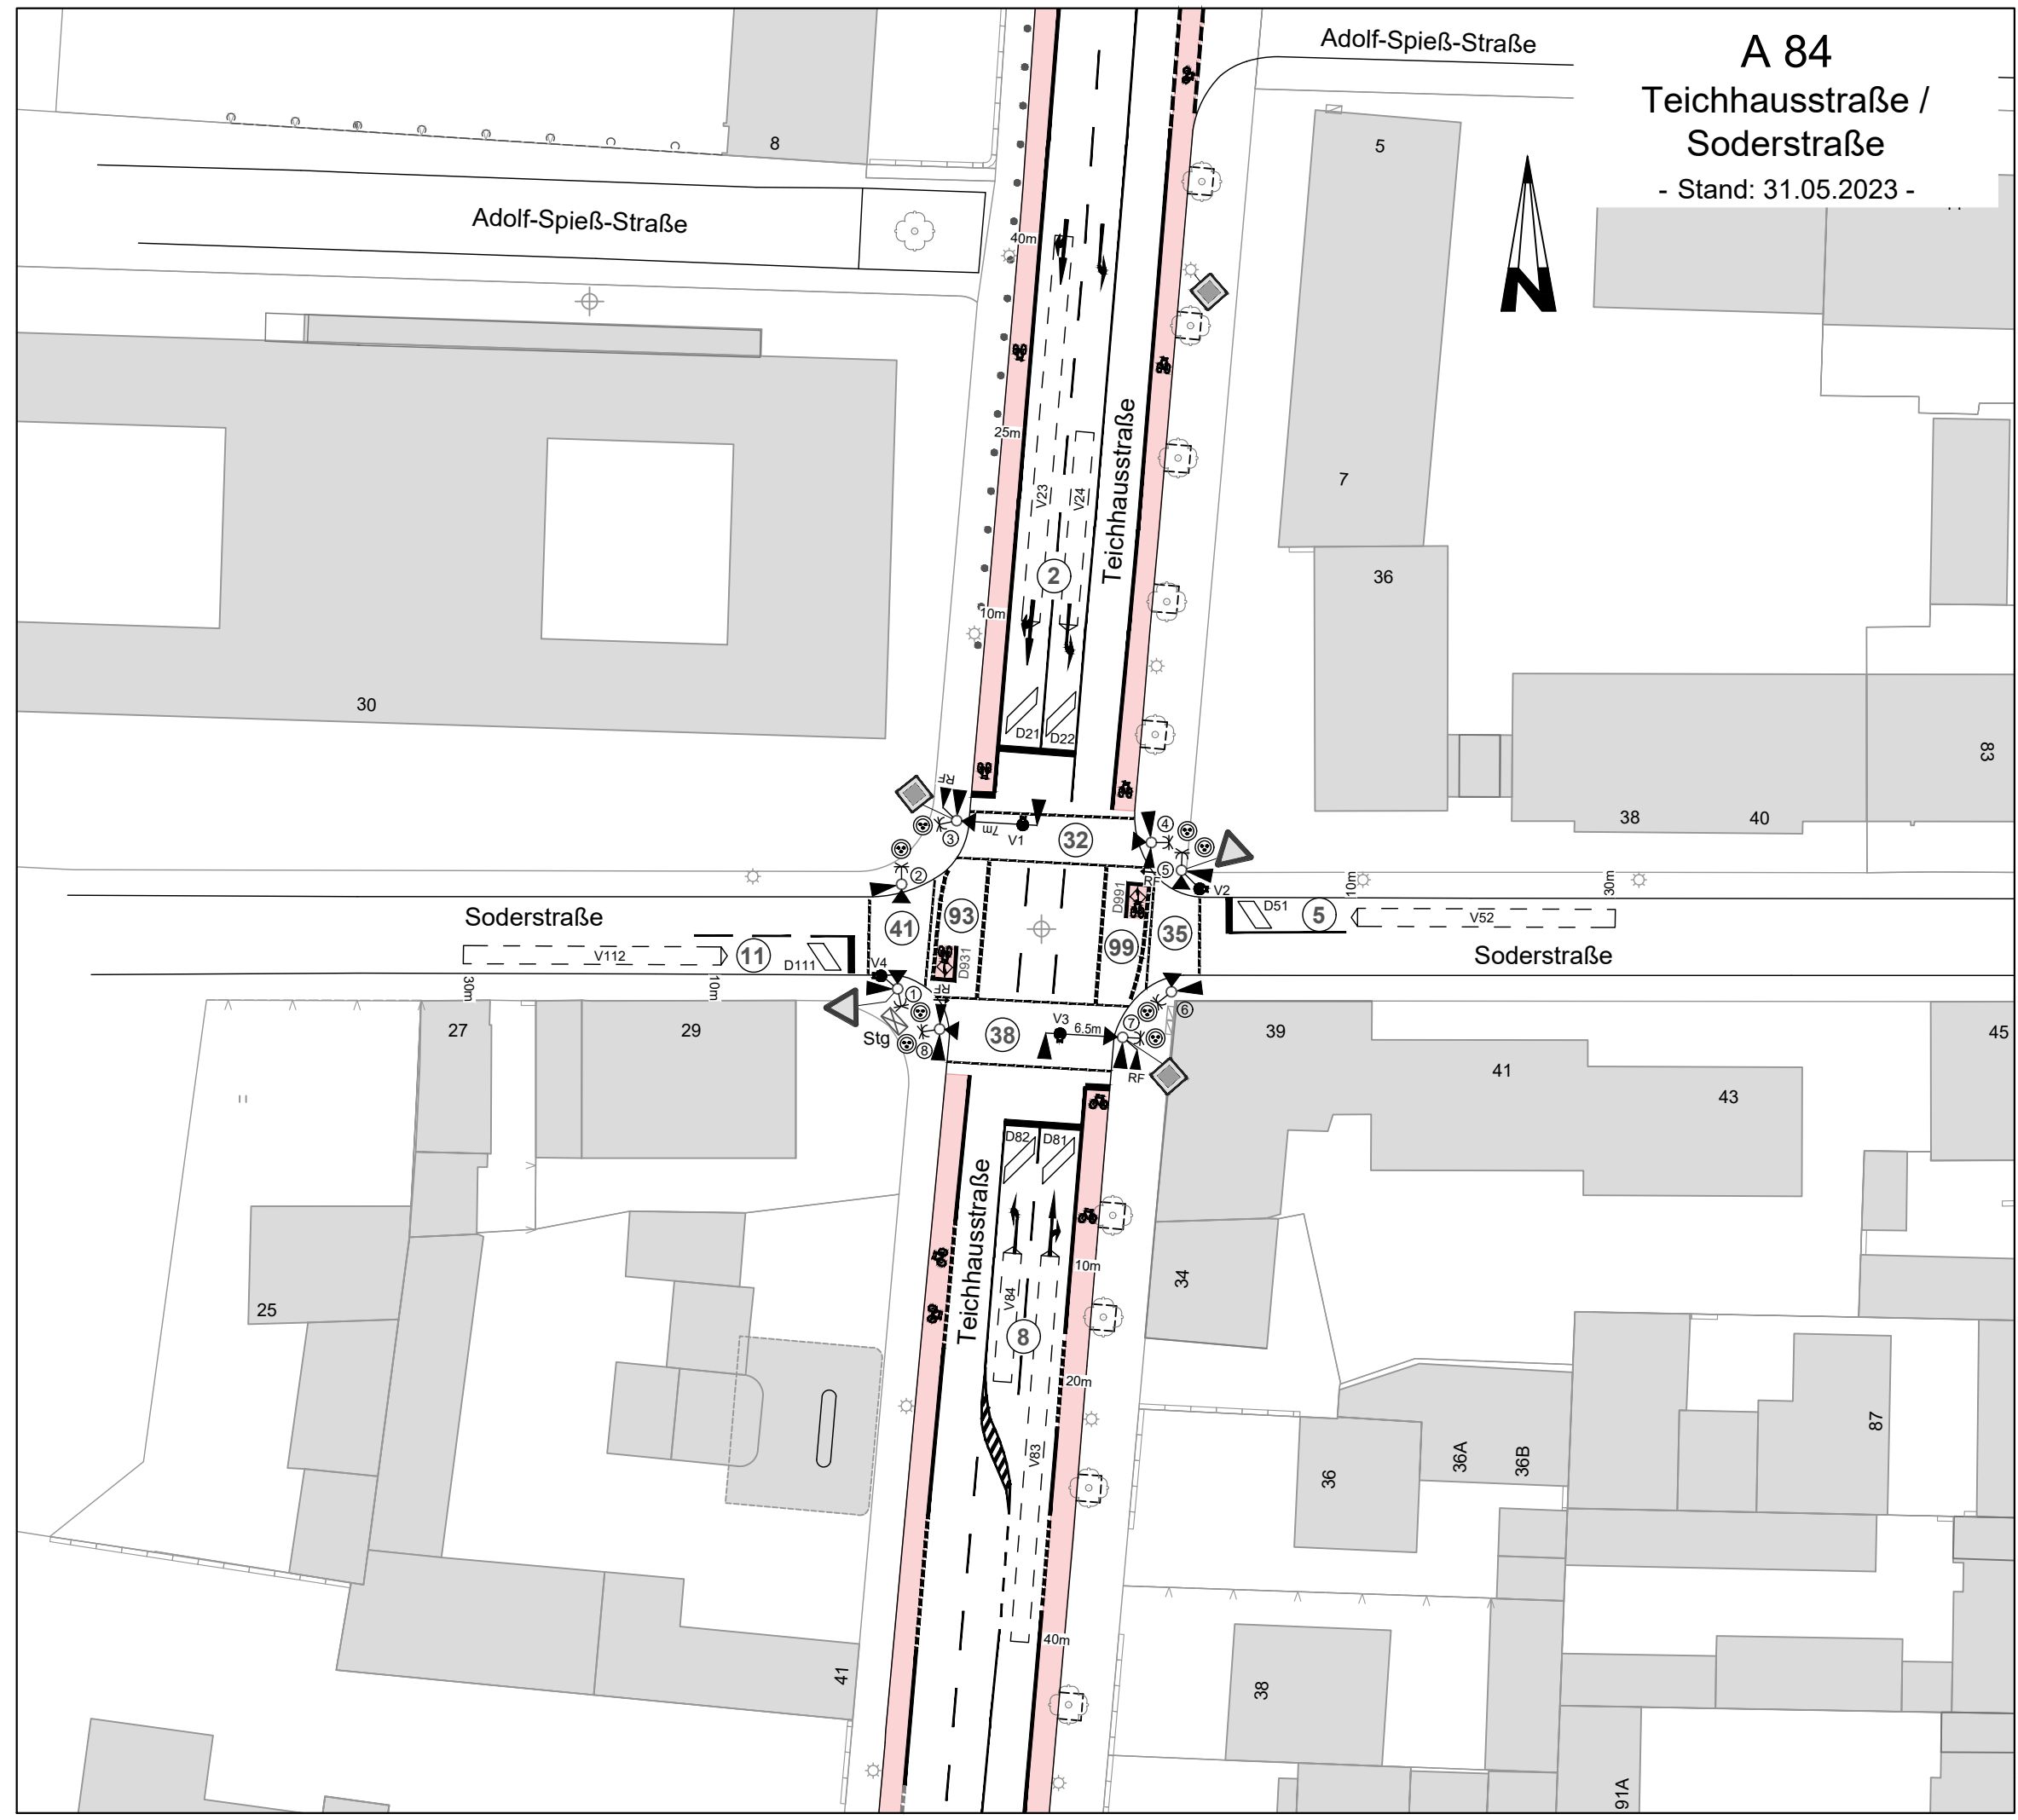 Adolf-Spieß-Straße
A 84
Teichhausstraße /
Soderstraße
- Stand: 31.05.2023 -
8
5
Adolf-Spieß-Straße
40m
N
25m
Teichhausstraße
V23
V24
7
2
36
10m
30
D21
D22
83
38
40
RF
3
7m
V1
32
4
5
RF
V2
2
10m
30m
Soderstraße
41
93
D991
99
35
D51
5
V52
V112
11
D111
D931
Soderstraße
V4
30m
10m
1
RF
6
27
29
Stg
8
38
V3
6.5m
7
RF
39
45
41
43
D82
D81
Teichhausstraße
10m
34
25
V84
8
20m
V83
87
36
36A
36B
40m
41
38
91A